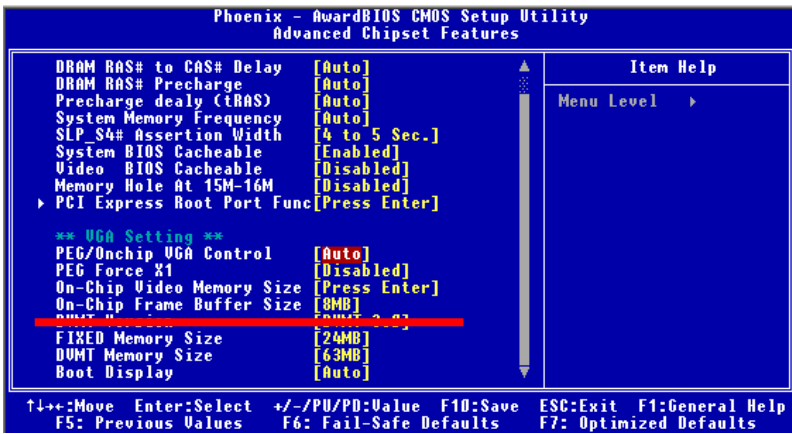 Phoenix - AwardBIOS CMOS Setup Utility
Advanced Chipset Features
DRAM RAS# to CAS# Delay [Auto]
DRAM RAS# Precharge [Auto]
Precharge dealy (tRAS) [Auto]
System Memory Frequency [Auto]
SLP_S4# Assertion Width [4 to 5 Sec.]
System BIOS Cacheable [Enabled]
Video BIOS Cacheable [Disabled]
Memory Hole At 15M-16M [Disabled]
▸ PCI Express Root Port Func[Press Enter]
** VGA Setting **
PEG/Onchip VGA Control [Auto]
PEG Force X1 [Disabled]
On-Chip Video Memory Size [Press Enter]
On-Chip Frame Buffer Size [8MB]
FIXED Memory Size [24MB]
DVMT Memory Size [63MB]
Boot Display [Auto]
Item Help
Menu Level ▸
↑↓→←:Move Enter:Select +/-/PU/PD:Value F10:Save ESC:Exit F1:General Help
F5: Previous Values F6: Fail-Safe Defaults F7: Optimized Defaults